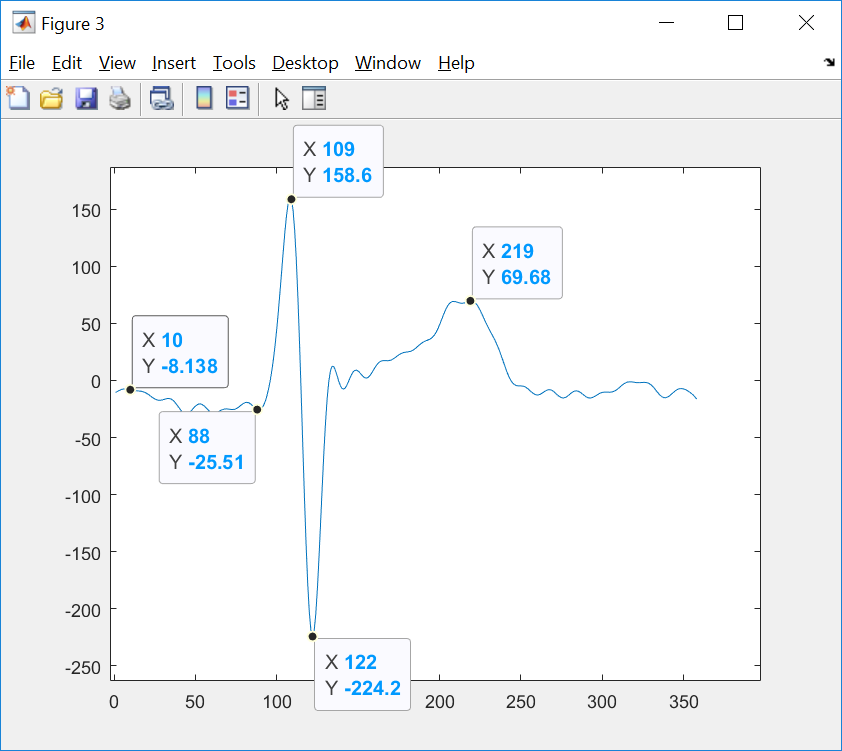 Figure 3
File Edit View Insert Tools Desktop Window Help
X 109
Y 158.6
X 219
Y 69.68
X 10
Y -8.138
X 88
Y -25.51
X 122
Y -224.2
150
100
50
0
-50
-100
-150
-200
-250
0 50 100 200 250 300 350